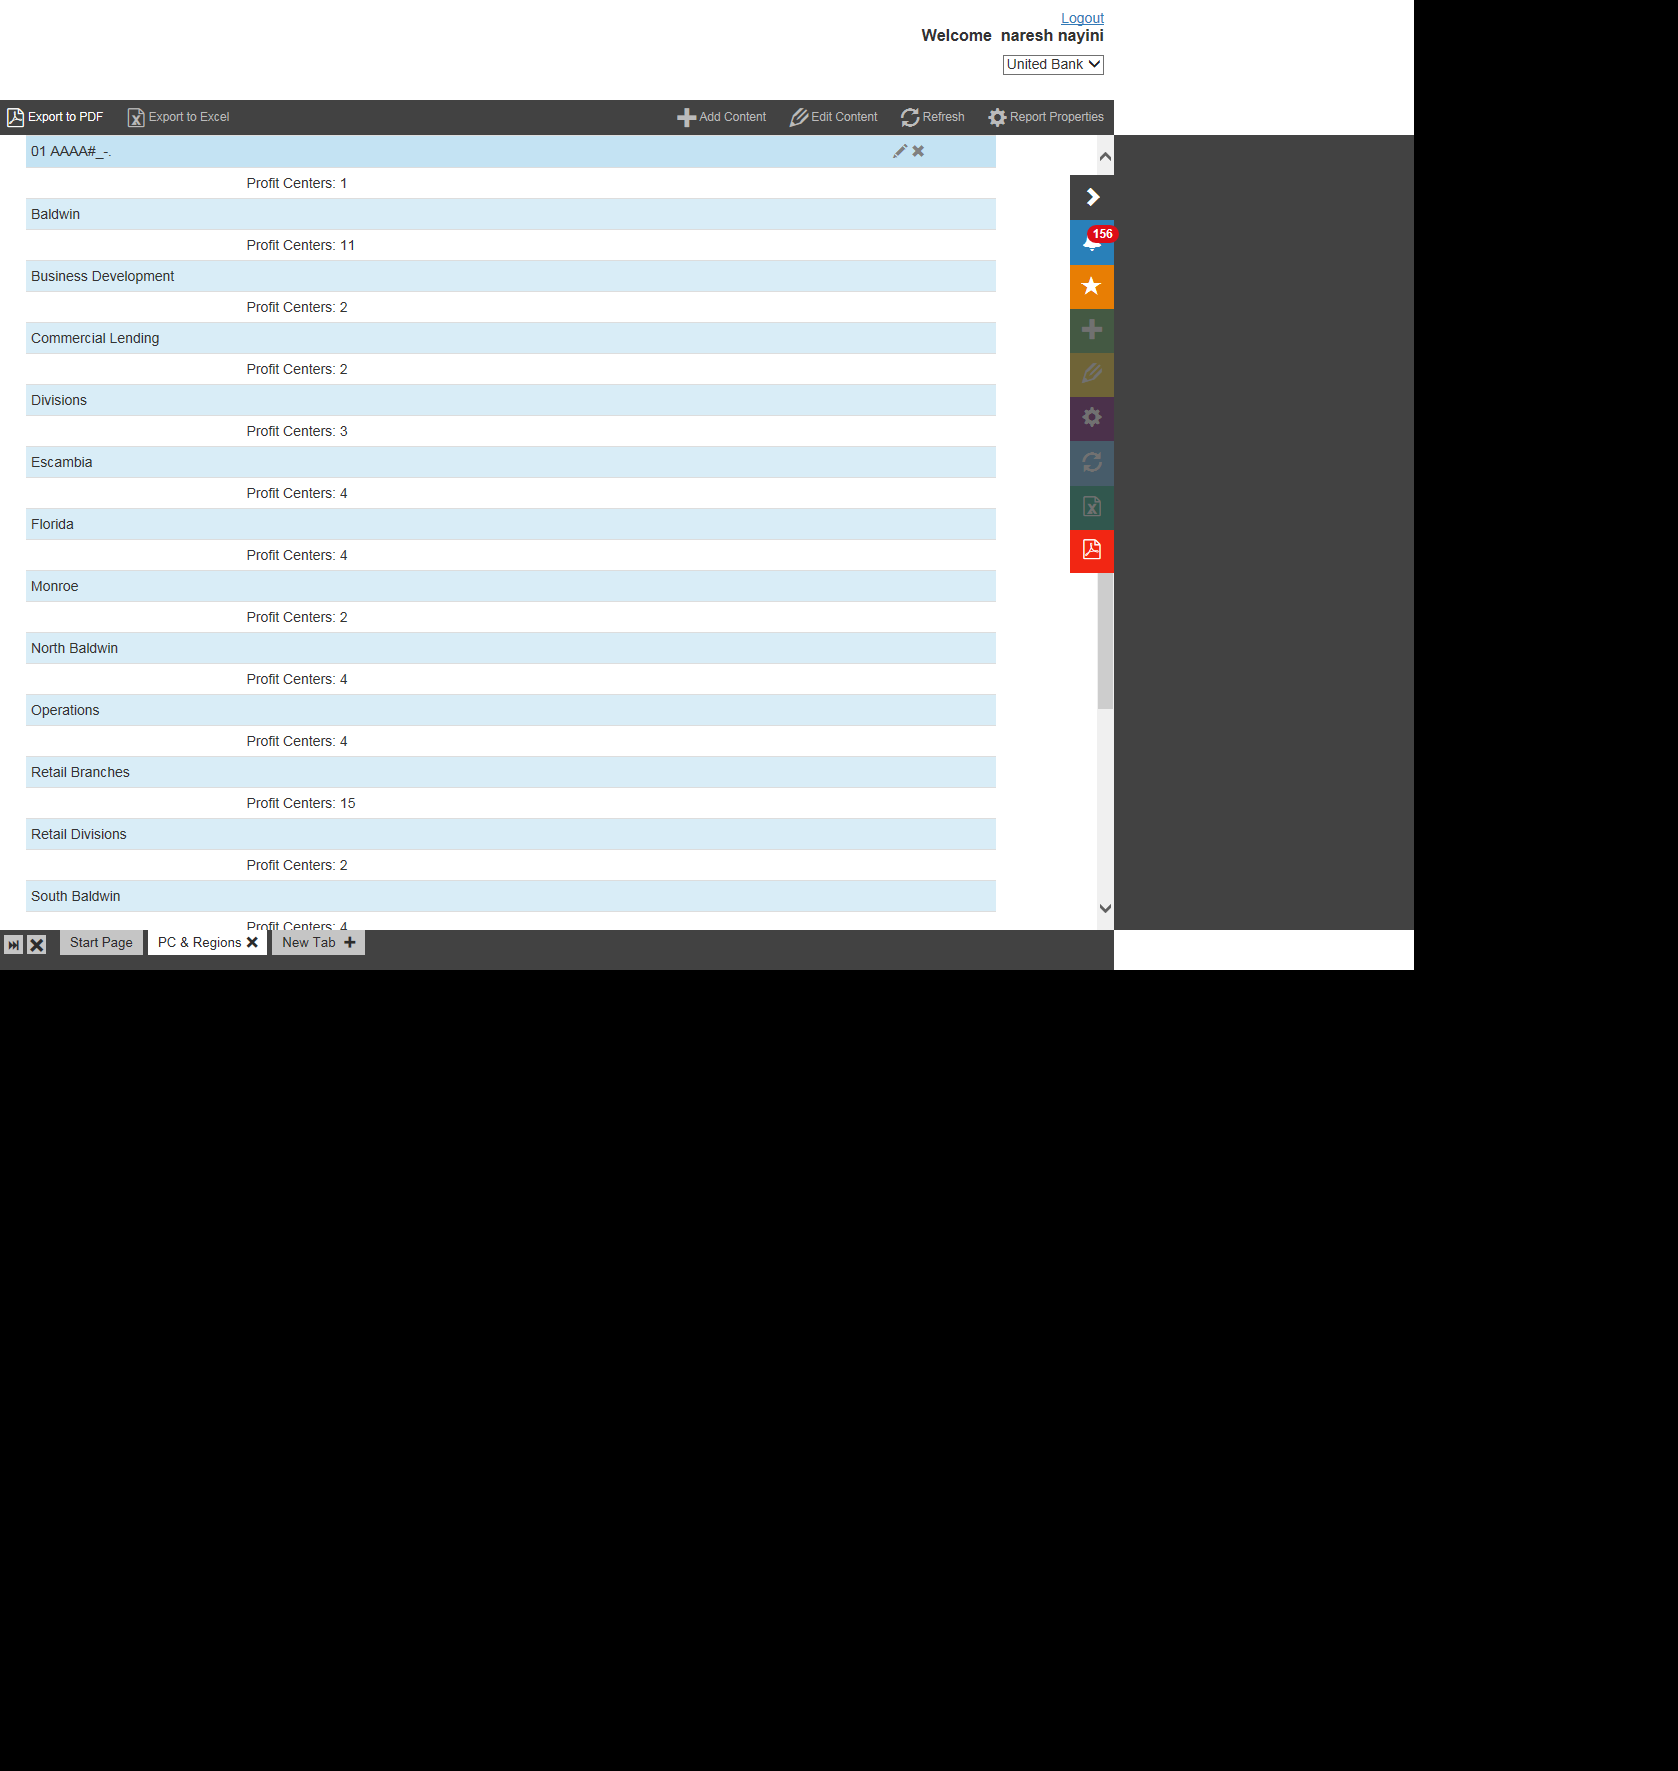 Logout
Welcome naresh nayini
United Bank
Export to PDF Export to Excel Add Content Edit Content Refresh Report Properties
01 AAAA#_-.
Profit Centers: 1
Baldwin
156
Profit Centers: 11
Business Development
Profit Centers: 2
Commercial Lending
Profit Centers: 2
Divisions
Profit Centers: 3
Escambia
Profit Centers: 4
Florida
Profit Centers: 4
Monroe
Profit Centers: 2
North Baldwin
Profit Centers: 4
Operations
Profit Centers: 4
Retail Branches
Profit Centers: 15
Retail Divisions
Profit Centers: 2
South Baldwin
Profit Centers: 4
Start Page PC & Regions New Tab